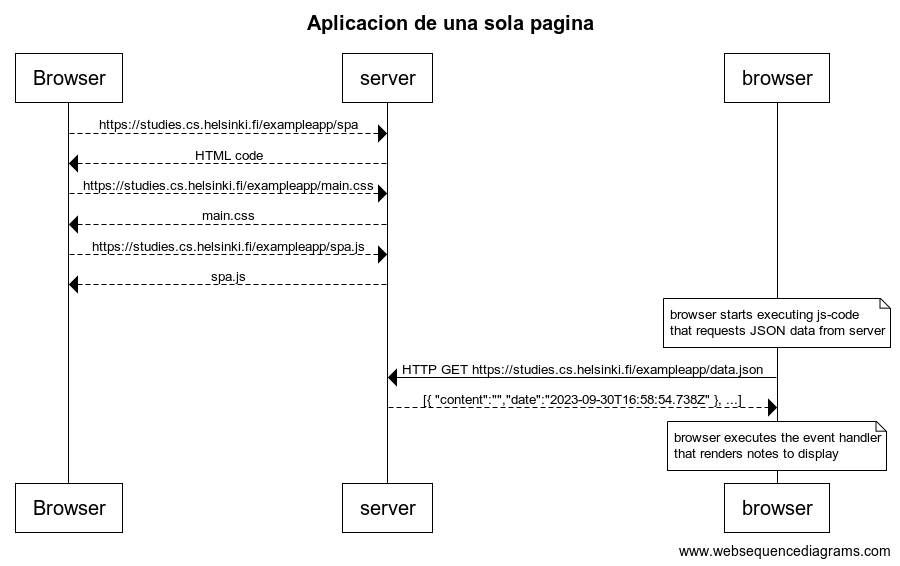 Aplicacion de una sola pagina
Browser
server
browser
https://studies.cs.helsinki.fi/exampleapp/spa
HTML code
https://studies.cs.helsinki.fi/exampleapp/main.css
main.css
https://studies.cs.helsinki.fi/exampleapp/spa.js
spa.js
browser starts executing js-code
that requests JSON data from server
HTTP GET https://studies.cs.helsinki.fi/exampleapp/data.json
[{ "content":"","date":"2023-09-30T16:58:54.738Z" }, ...]
browser executes the event handler
that renders notes to display
Browser
server
browser
www.websequencediagrams.com